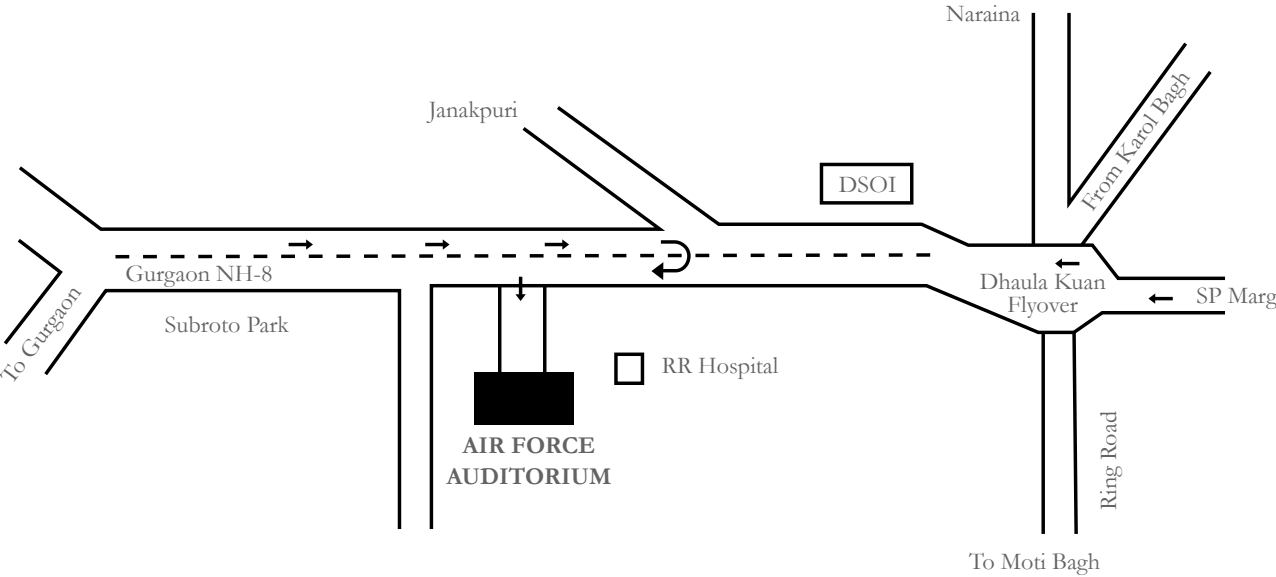 Naraina
From Karol Bagh
Janakpuri
DSOI
Gurgaon NH-8
Dhaula Kuan
Flyover
SP Marg
To Gurgaon
Subroto Park
RR Hospital
AIR FORCE
AUDITORIUM
Ring Road
To Moti Bagh